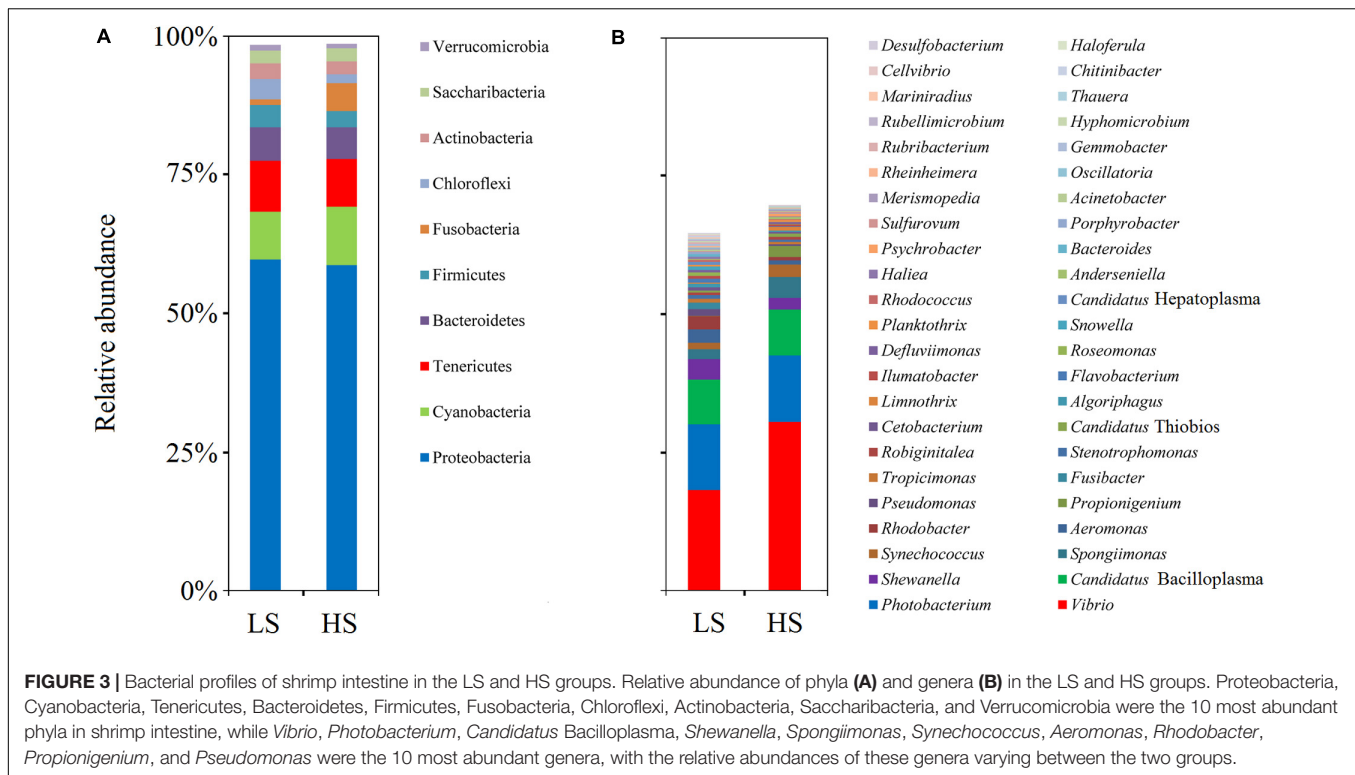 A
100%
75%
50%
25%
0%
Relative abundance
LS HS
Verrucomicrobia
Saccharibacteria
Actinobacteria
Chloroflexi
Fusobacteria
Firmicutes
Bacteroidetes
Tenericutes
Cyanobacteria
Proteobacteria
B
LS HS
Desulfobacterium Haloferula
Cellvibrio Chitinibacter
Mariniradius Thauera
Rubellimicrobium Hyphomicrobium
Rubribacterium Gemmobacter
Rheinheimera Oscillatoria
Merismopedia Acinetobacter
Sulfurovum Porphyrobacter
Psychrobacter Bacteroides
Haliea Anderseniella
Rhodococcus Candidatus Hepatoplasma
Planktothrix Snowella
Defluviimonas Roseomonas
Ilumatobacter Flavobacterium
Limnothrix Algoriphagus
Cetobacterium Candidatus Thiobios
Robiginitalea Stenotrophomonas
Tropicimonas Fusibacter
Pseudomonas Propionigenium
Rhodobacter Aeromonas
Synechococcus Spongiimonas
Shewanella Candidatus Bacilloplasma
Photobacterium Vibrio
FIGURE 3 | Bacterial profiles of shrimp intestine in the LS and HS groups. Relative abundance of phyla (A) and genera (B) in the LS and HS groups. Proteobacteria,
Cyanobacteria, Tenericutes, Bacteroidetes, Firmicutes, Fusobacteria, Chloroflexi, Actinobacteria, Saccharibacteria, and Verrucomicrobia were the 10 most abundant
phyla in shrimp intestine, while Vibrio, Photobacterium, Candidatus Bacilloplasma, Shewanella, Spongiimonas, Synechococcus, Aeromonas, Rhodobacter,
Propionigenium, and Pseudomonas were the 10 most abundant genera, with the relative abundances of these genera varying between the two groups.